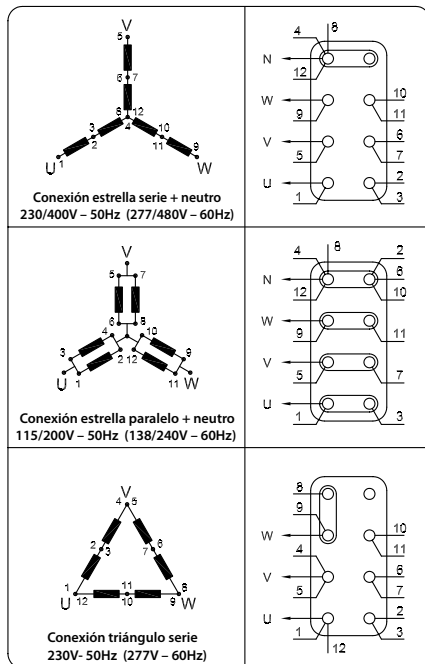 V
5
6 7
8 12
4
3 10
2 11
1 9
U W
Conexión estrella serie + neutro
230/400V – 50Hz (277/480V – 60Hz)
8
4
N
12
W 10
9 11
V 6
5 7
U 2
1 3
V
5 7
6 8
4 10
3 2 12 9
U 1 11 W
Conexión estrella paralelo + neutro
115/200V – 50Hz (138/240V – 60Hz)
8
4 2
N 6
12 10
W
9 11
V
5 7
U
1 3
V
4 5
2 6
3 7
1 11 8
U 12 10 9 W
Conexión triángulo serie
230V- 50Hz (277V – 60Hz)
8
9
W 10
4 11
V 6
5 7
U 2
1 3
12